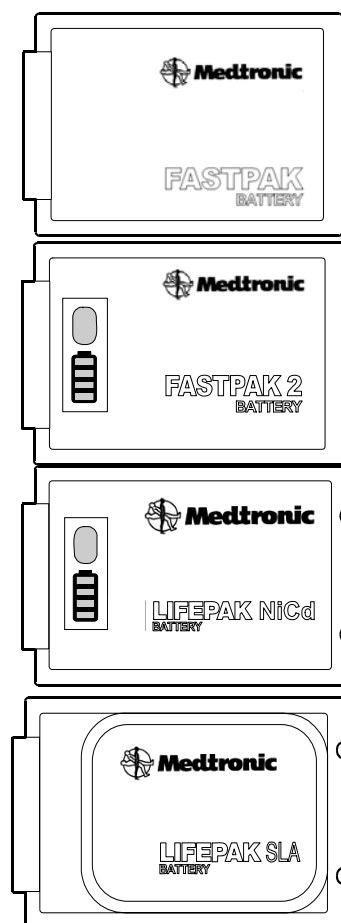 Medtronic
FASTPAK
BATTERY
Medtronic
FASTPAK 2
BATTERY
Medtronic
LIFEPAK NiCd
BATTERY
Medtronic
LIFEPAK SLA
BATTERY